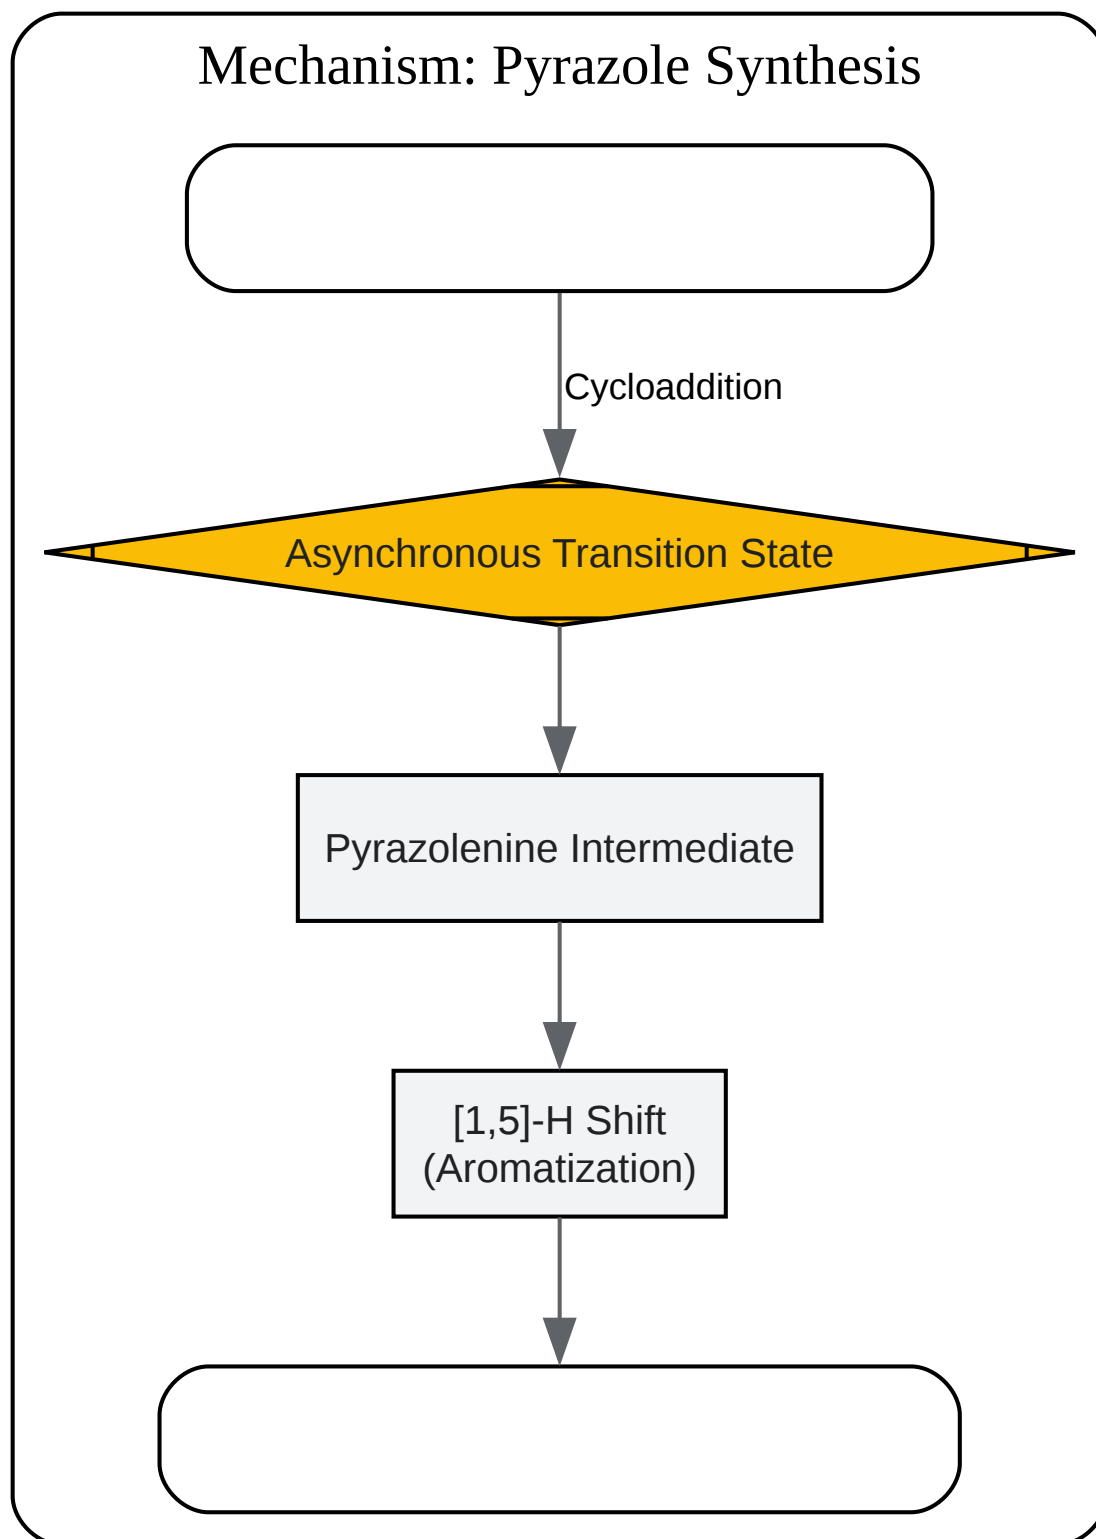 Mechanism: Pyrazole Synthesis
Cycloaddition
Asynchronous Transition State
Pyrazolenine Intermediate
[1,5]-H Shift
(Aromatization)